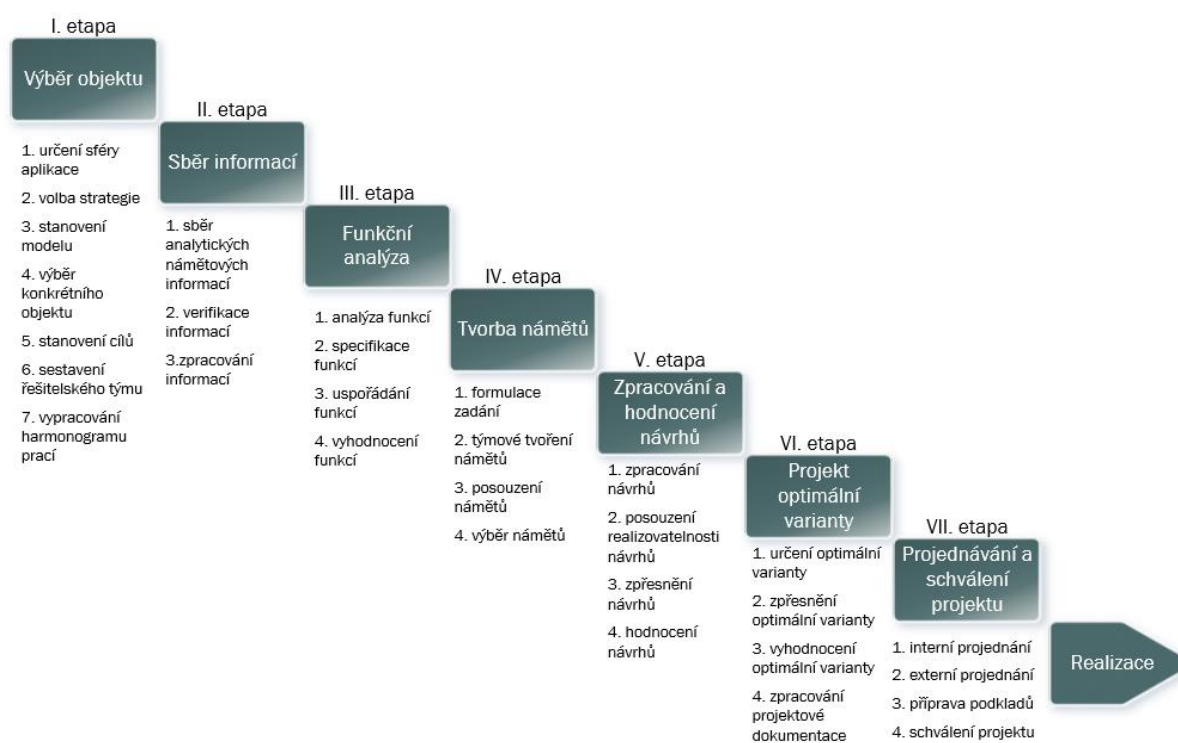 I. etapa
Výběr objektu
1. určení sféry
aplikace
2. volba strategie
3. stanovení
modelu
4. výběr
konkrétního
objektu
5. stanovení cílů
6. sestavení
řešitelského týmu
7. vypracování
harmonogramu
prací
II. etapa
Sběr informací
1. sběr
analytických
námětových
informací
2. verifikace
informací
3.zpracování
informací
III. etapa
Funkční
analýza
1. analýza funkcí
2. specifikace
funkcí
3. uspořádání
funkcí
4. vyhodnocení
funkcí
IV. etapa
Tvorba námětů
1. formulace
zadání
2. týmové tvoření
námětů
3. posouzení
námětů
4. výběr námětů
V. etapa
Zpracování a
hodnocení
návrhů
1. zpracování
návrhů
2. posouzení
realizovatelnosti
návrhů
3. zpřesnění
návrhů
4. hodnocení
návrhů
VI. etapa
Projekt
optimální
varianty
1. určení optimální
varianty
2. zpřesnění
optimální varianty
3. vyhodnocení
optimální varianty
4. zpracování
projektové
dokumentace
VII. etapa
Projednávání a
schválení
projektu
1. interní projednání
2. externí projednání
3. příprava podkladů
4. schválení projektu
Realizace